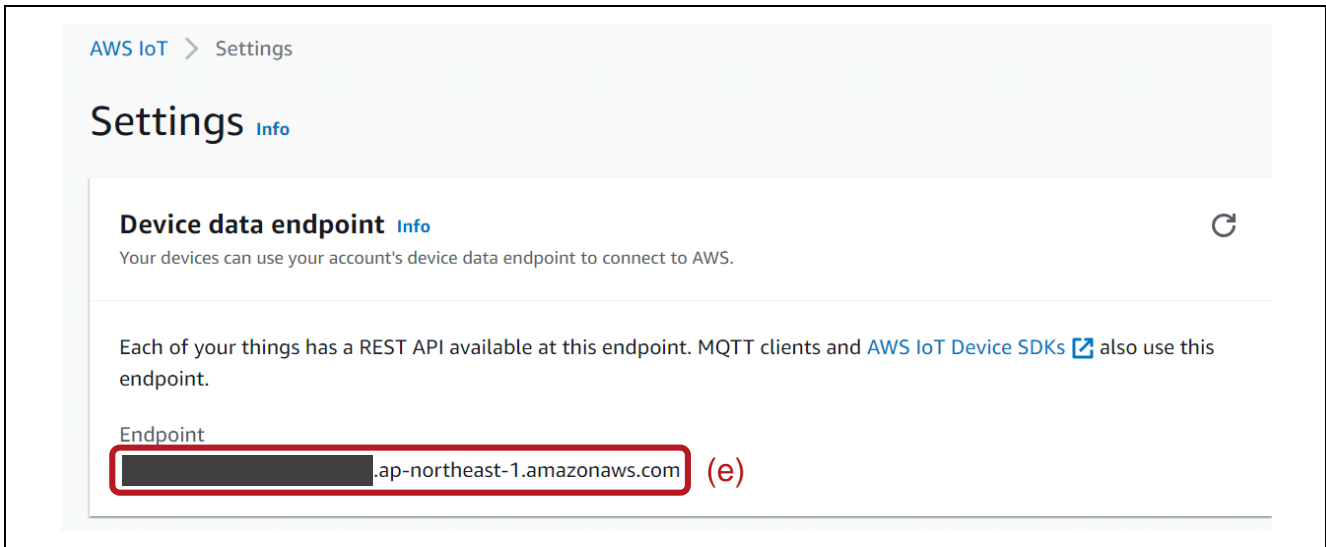 AWS IoT > Settings
Settings Info
Device data endpoint Info
Your devices can use your account's device data endpoint to connect to AWS.
Each of your things has a REST API available at this endpoint. MQTT clients and AWS IoT Device SDKs also use this
endpoint.
Endpoint
.ap-northeast-1.amazonaws.com (e)